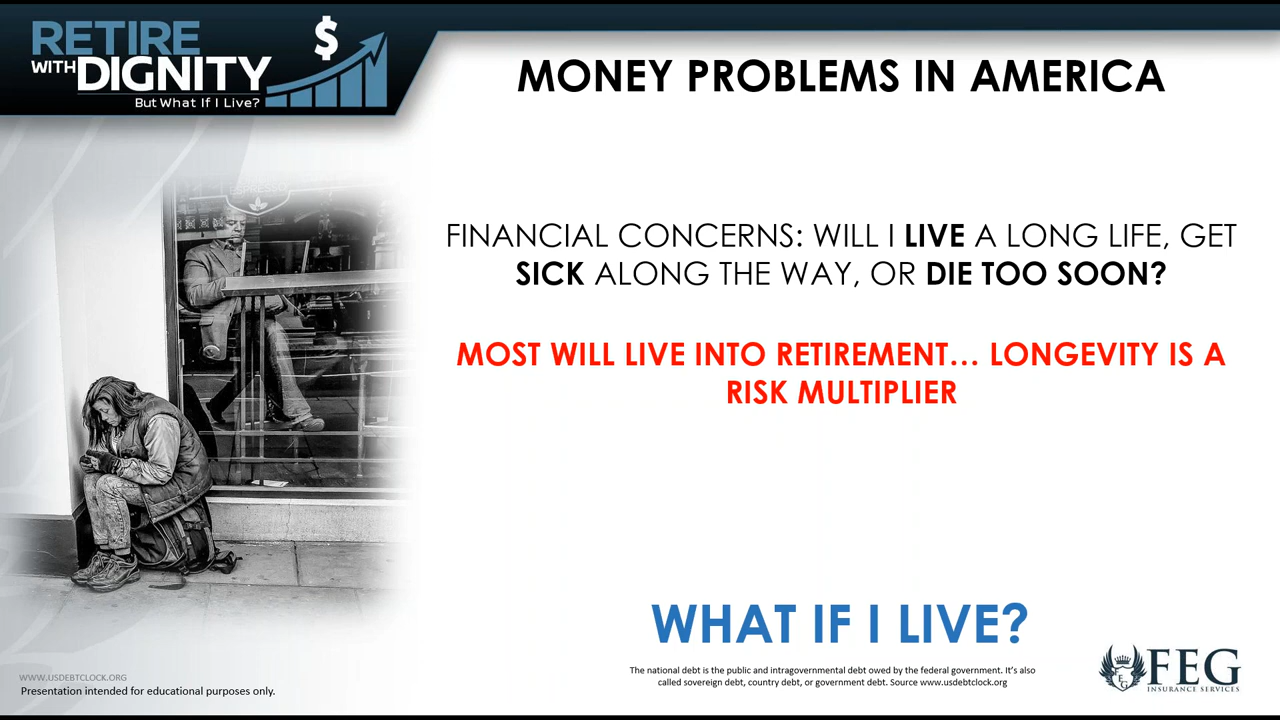 RETIRE
WITH DIGNITY
But What If I Live?
$
MONEY PROBLEMS IN AMERICA
ESPRESSO
FINANCIAL CONCERNS: WILL I LIVE A LONG LIFE, GET
SICK ALONG THE WAY, OR DIE TOO SOON?
MOST WILL LIVE INTO RETIREMENT... LONGEVITY IS A
RISK MULTIPLIER
WHAT IF I LIVE?
The national debt is the public and intragovernmental debt owed by the federal government. It's also
called sovereign debt, country debt, or government debt. Source www.usdebtclock.org
WWW.USDEBTCLOCK.ORG
Presentation intended for educational purposes only.
FEG
INSURANCE SERVICES